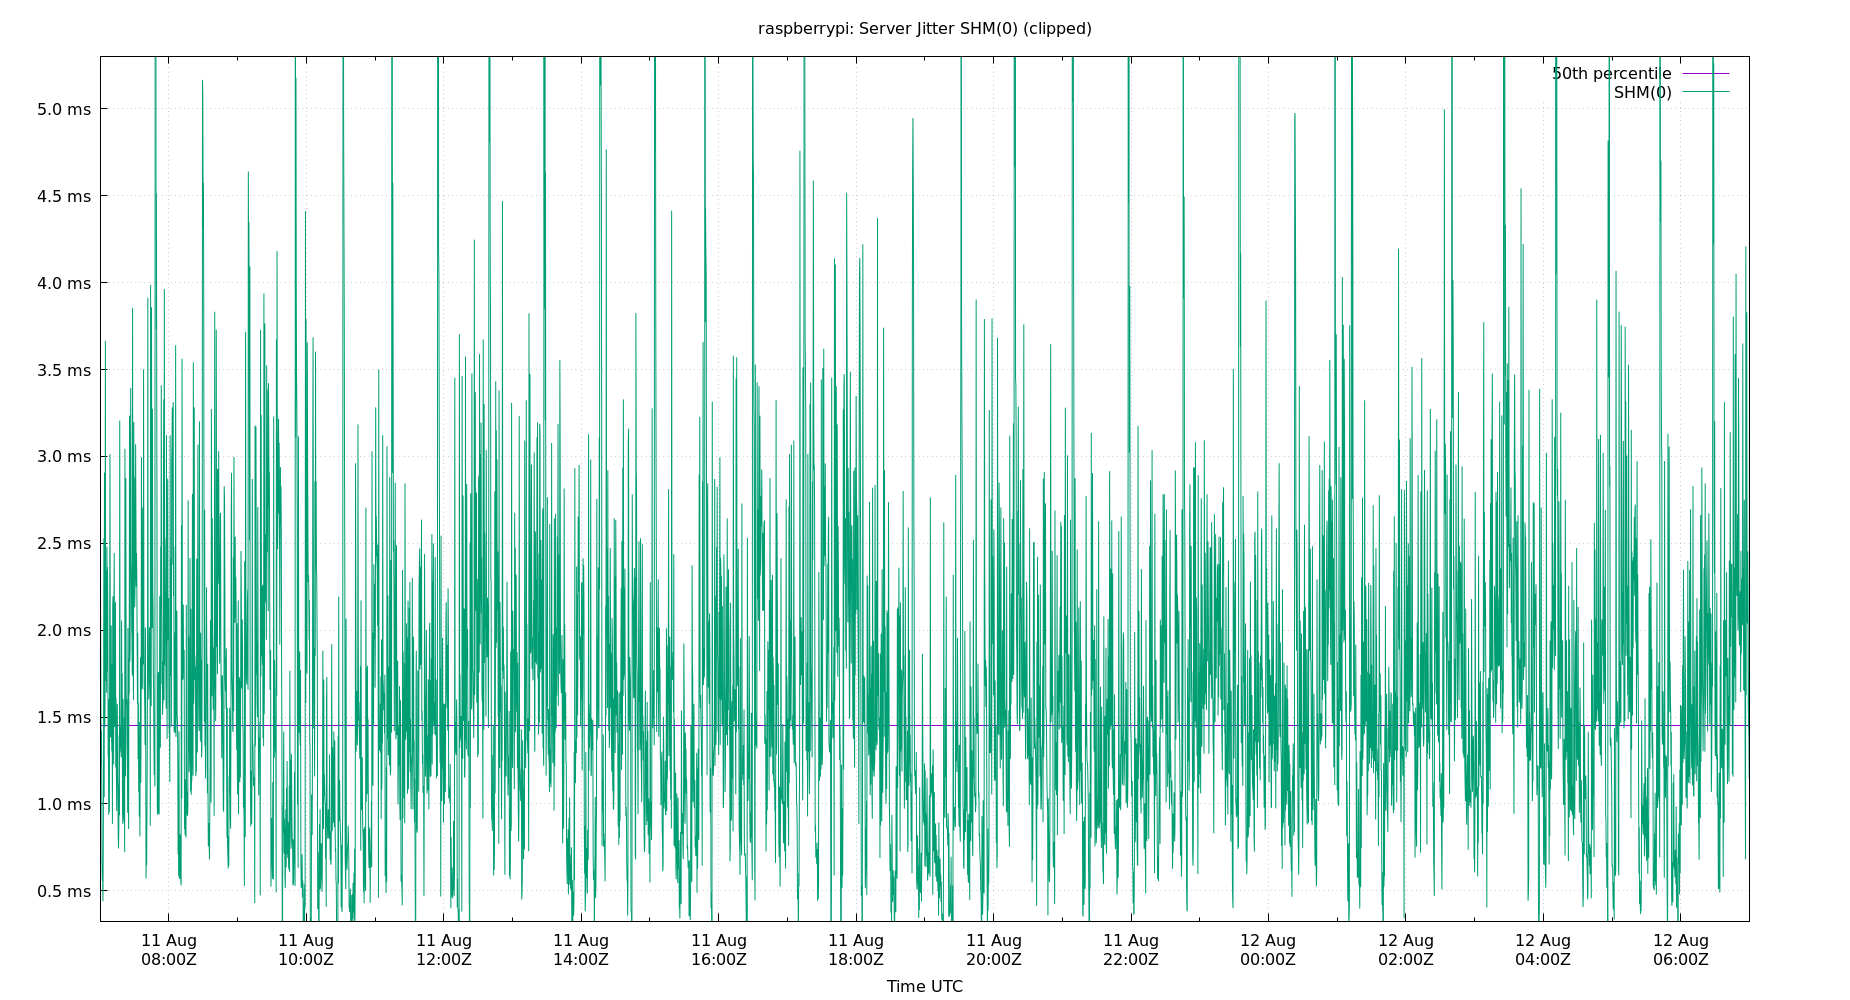 raspberrypi: Server Jitter SHM(0) (clipped)
50th percentile
SHM(0)
5.0 ms
4.5 ms
4.0 ms
3.5 ms
3.0 ms
2.5 ms
2.0 ms
1.5 ms
1.0 ms
0.5 ms
11 Aug 11 Aug 11 Aug 11 Aug 11 Aug 11 Aug 11 Aug 11 Aug 12 Aug 12 Aug 12 Aug 12 Aug
08:00Z 10:00Z 12:00Z 14:00Z 16:00Z 18:00Z 20:00Z 22:00Z 00:00Z 02:00Z 04:00Z 06:00Z
Time UTC